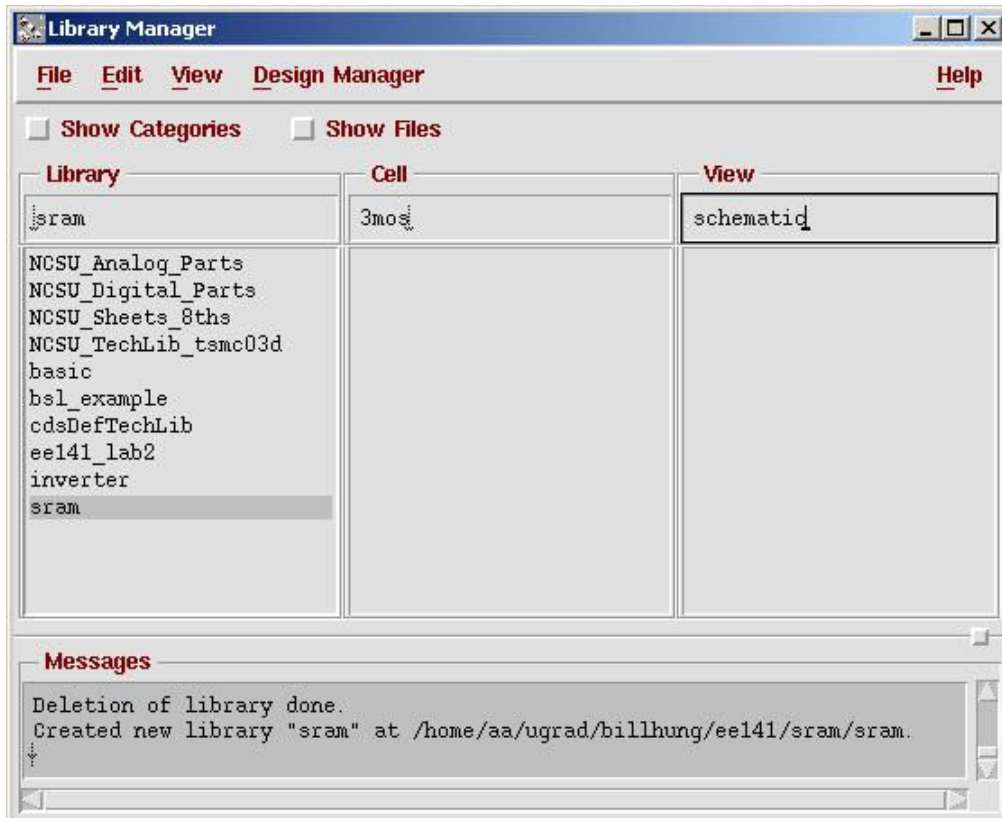 Library Manager
File Edit View Design Manager Help
Show Categories Show Files
Library Cell View
sram 3mos schematic
NCSU_Analog_Parts
NCSU_Digital_Parts
NCSU_Sheets_8ths
NCSU_TechLib_tsmc03d
basic
bsl_example
cdsDefTechLib
ee141_lab2
inverter
sram
Messages
Deletion of library done.
Created new library "sram" at /home/aa/ugrad/billhung/ee141/sram/sram.